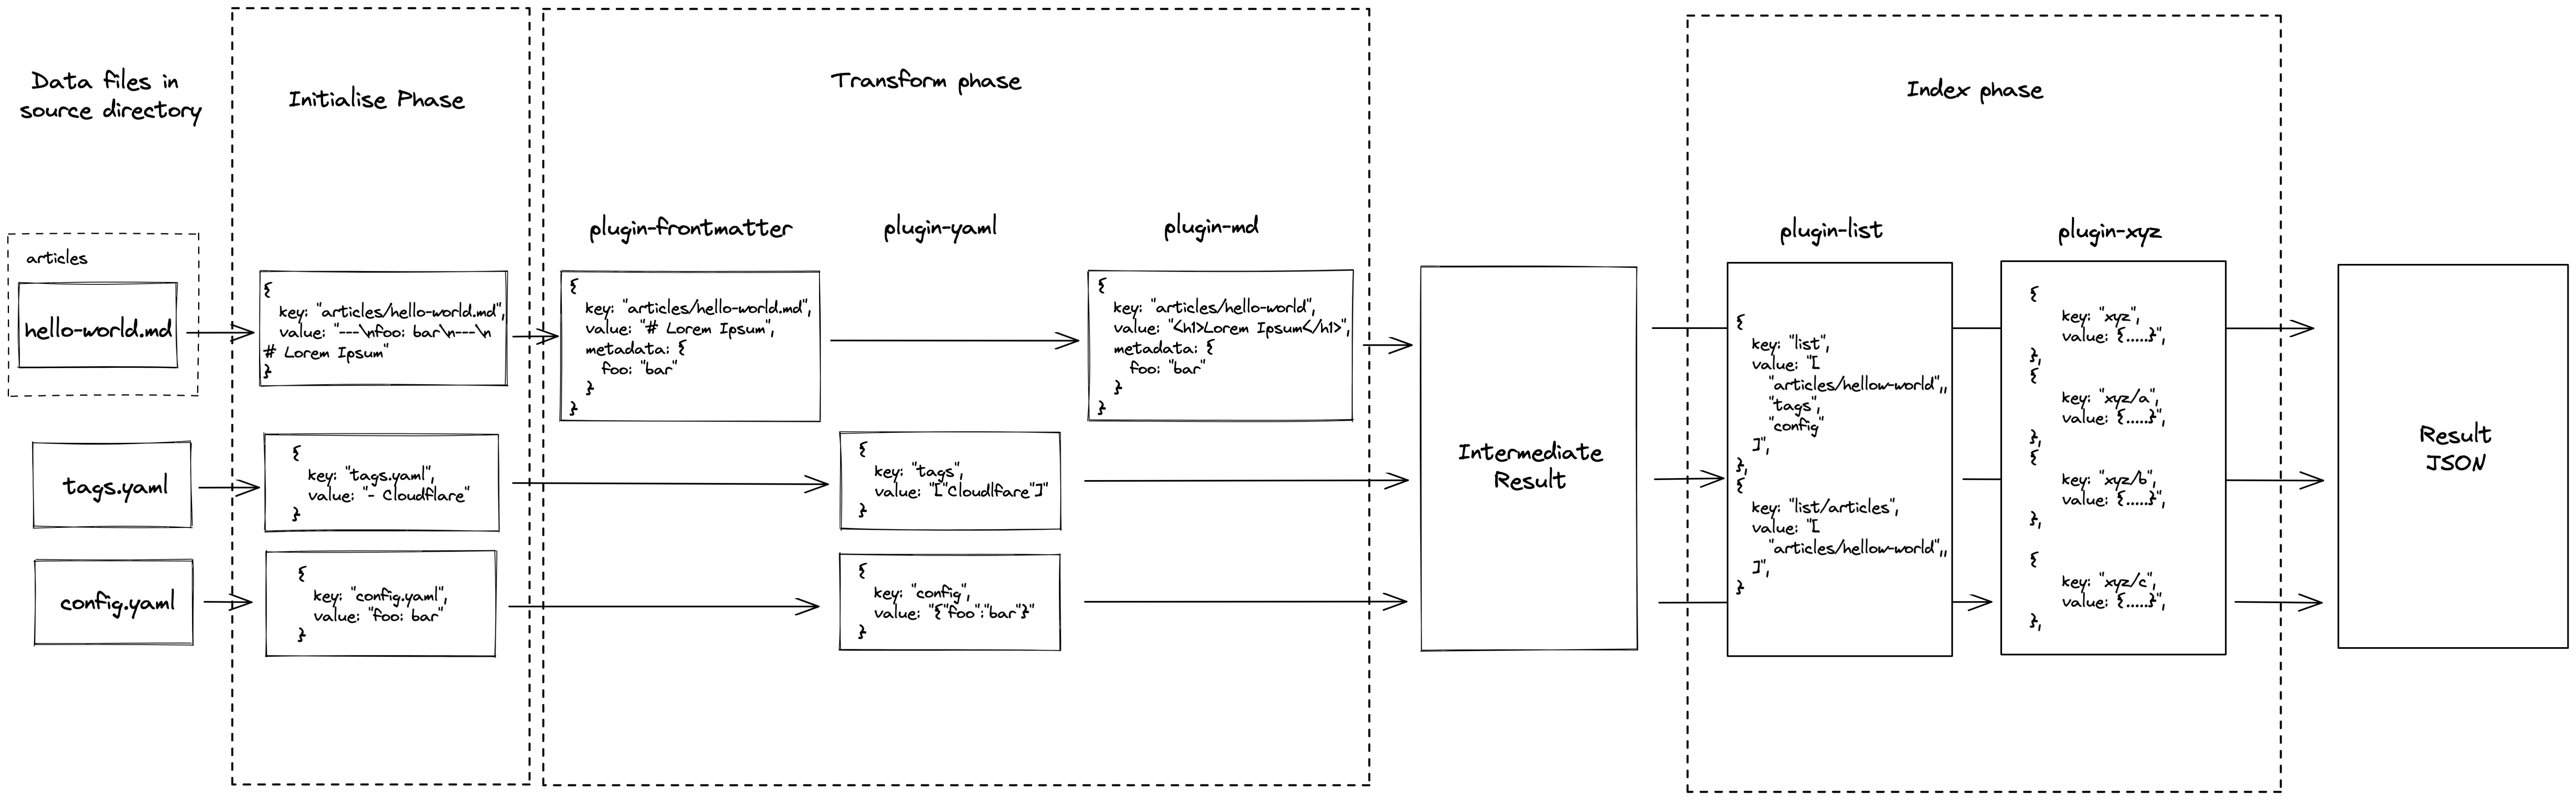 Data files in
source directory
Initialise Phase
Transform phase
Index phase
plugin-frontmatter
plugin-yaml
plugin-md
plugin-list
plugin-xyz
articles
hello-world.md
tags.yaml
config.yaml
{
key: "articles/hello-world.md",
value: "---\nfoo: bar\n---\n
# Lorem Ipsum"
}
{
key: "tags.yaml",
value: "- Cloudflare"
}
{
key: "config.yaml",
value: "foo: bar"
}
{
key: "articles/hello-world.md",
value: "# Lorem Ipsum",
metadata: {
foo: "bar"
}
}
{
key: "tags",
value: "["Cloudlfare"]"
}
{
key: "config",
value: "{"foo":"bar"}"
}
{
key: "articles/hello-world",
value: "<h1>Lorem Ipsum</h1>",
metadata: {
foo: "bar"
}
}
Intermediate
Result
{
key: "list",
value: "[
"articles/hellow-world",,
"tags",
"config"
]",
},
{
key: "list/articles",
value: "[
"articles/hellow-world",,
]",
}
{
key: "xyz",
value: {.....}",
},
{
key: "xyz/a",
value: {.....}",
},
{
key: "xyz/b",
value: {.....}",
},
{
key: "xyz/c",
value: {.....}",
},
Result
JSON